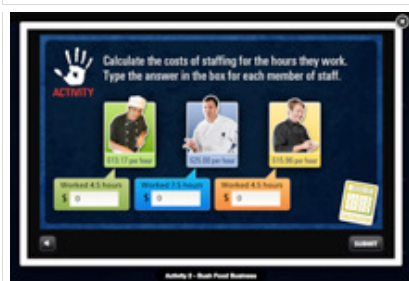 Calculate the costs of staffing for the hours they work.
Type the answer in the box for each member of staff.
ACTIVITY
$13.17 per hour
$25.00 per hour
$15.96 per hour
Worked 4.5 hours
Worked 7.5 hours
Worked 4.5 hours
$ 0
$ 0
$ 0
SUBMIT
Activity 2 - Bush Food Business